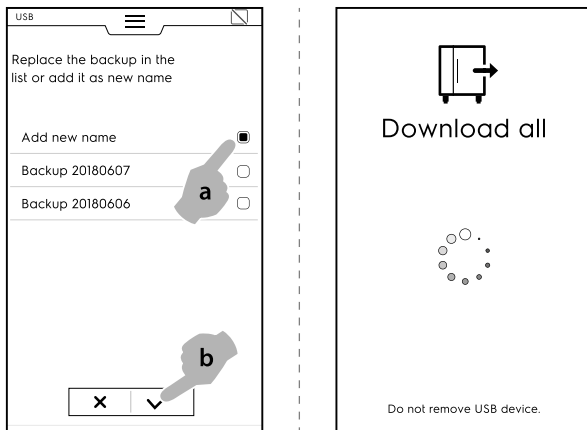 USB
Replace the backup in the
list or add it as new name
Add new name
Backup 20180607
Backup 20180606
a
b
Download all
Do not remove USB device.